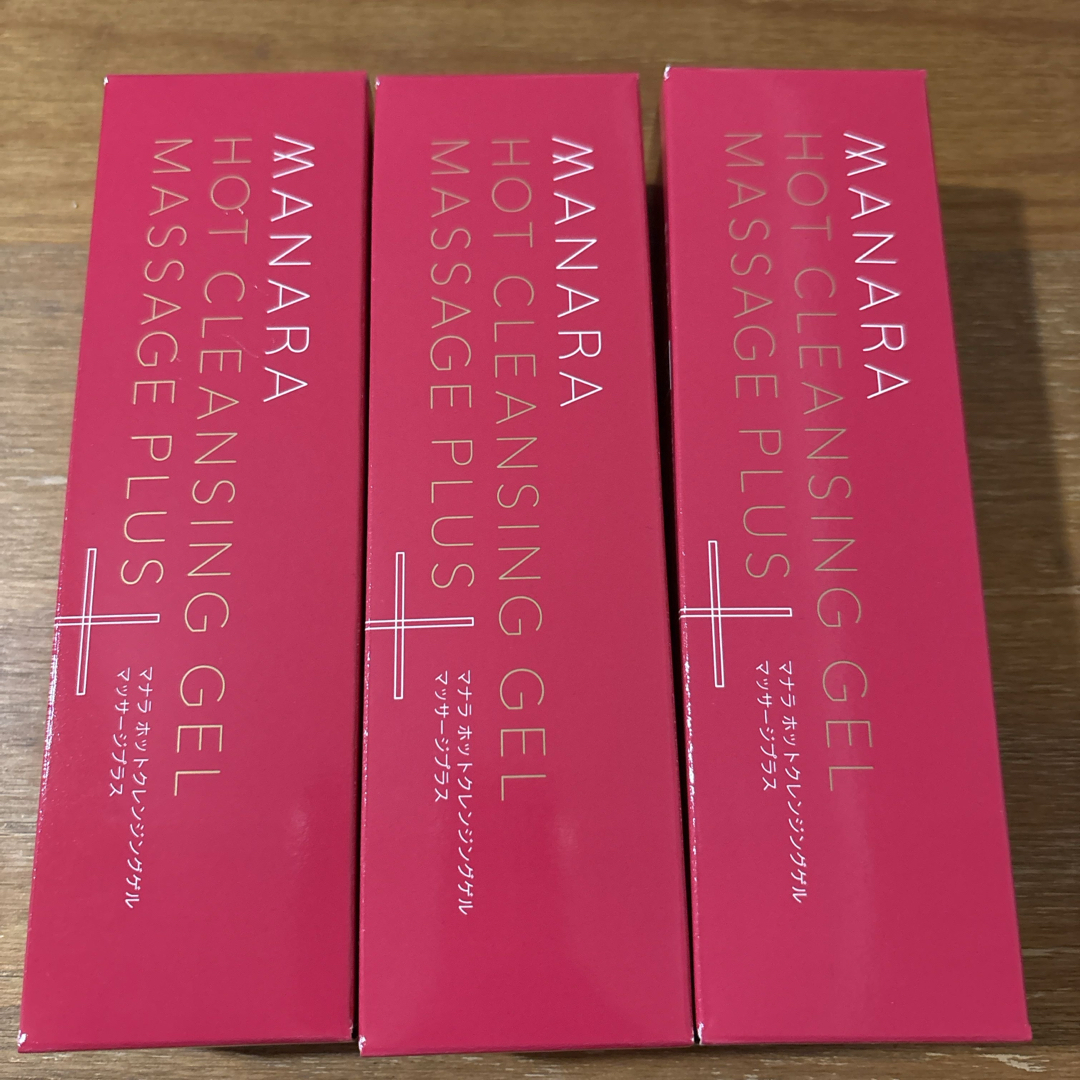 MANARA
HOT CLEANSING GEL
MASSAGE PLUS
マナラ ホットクレンジングゲル
マッサージプラス
MANARA
HOT CLEANSING GEL
MASSAGE PLUS
マナラ ホットクレンジングゲル
マッサージプラス
MANARA
HOT CLEANSING GEL
MASSAGE PLUS
マナラ ホットクレンジングゲル
マッサージプラス